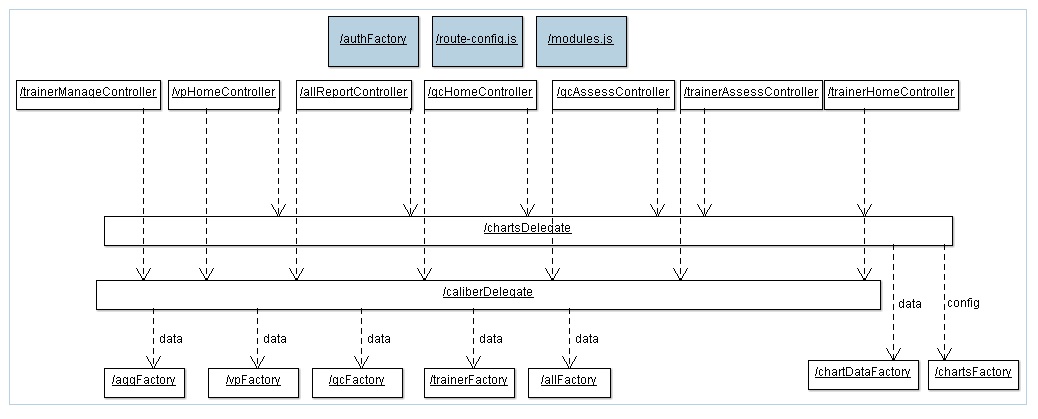 /authFactory
/route-config.js
/modules.js
/trainerManageController
/vpHomeController
/allReportController
/qcHomeController
/qcAssessController
/trainerAssessController
/trainerHomeController
/chartsDelegate
/caliberDelegate
data
config
data
data
data
data
data
/aggFactory
/vpFactory
/qcFactory
/trainerFactory
/allFactory
/chartDataFactory
/chartsFactory